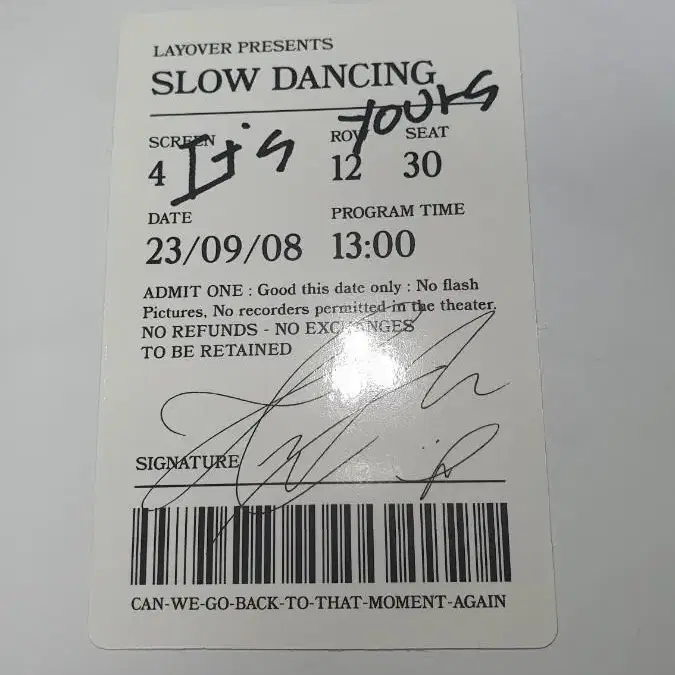 LAYOVER PRESENTS
SLOW DANCING
It's yours
SCREEN ROW SEAT
4 12 30
DATE PROGRAM TIME
23/09/08 13:00
ADMIT ONE : Good this date only : No flash
Pictures, No recorders permitted in the theater,
NO REFUNDS - NO EXCHANGES
TO BE RETAINED
SIGNATURE
CAN-WE-GO-BACK-TO-THAT-MOMENT-AGAIN